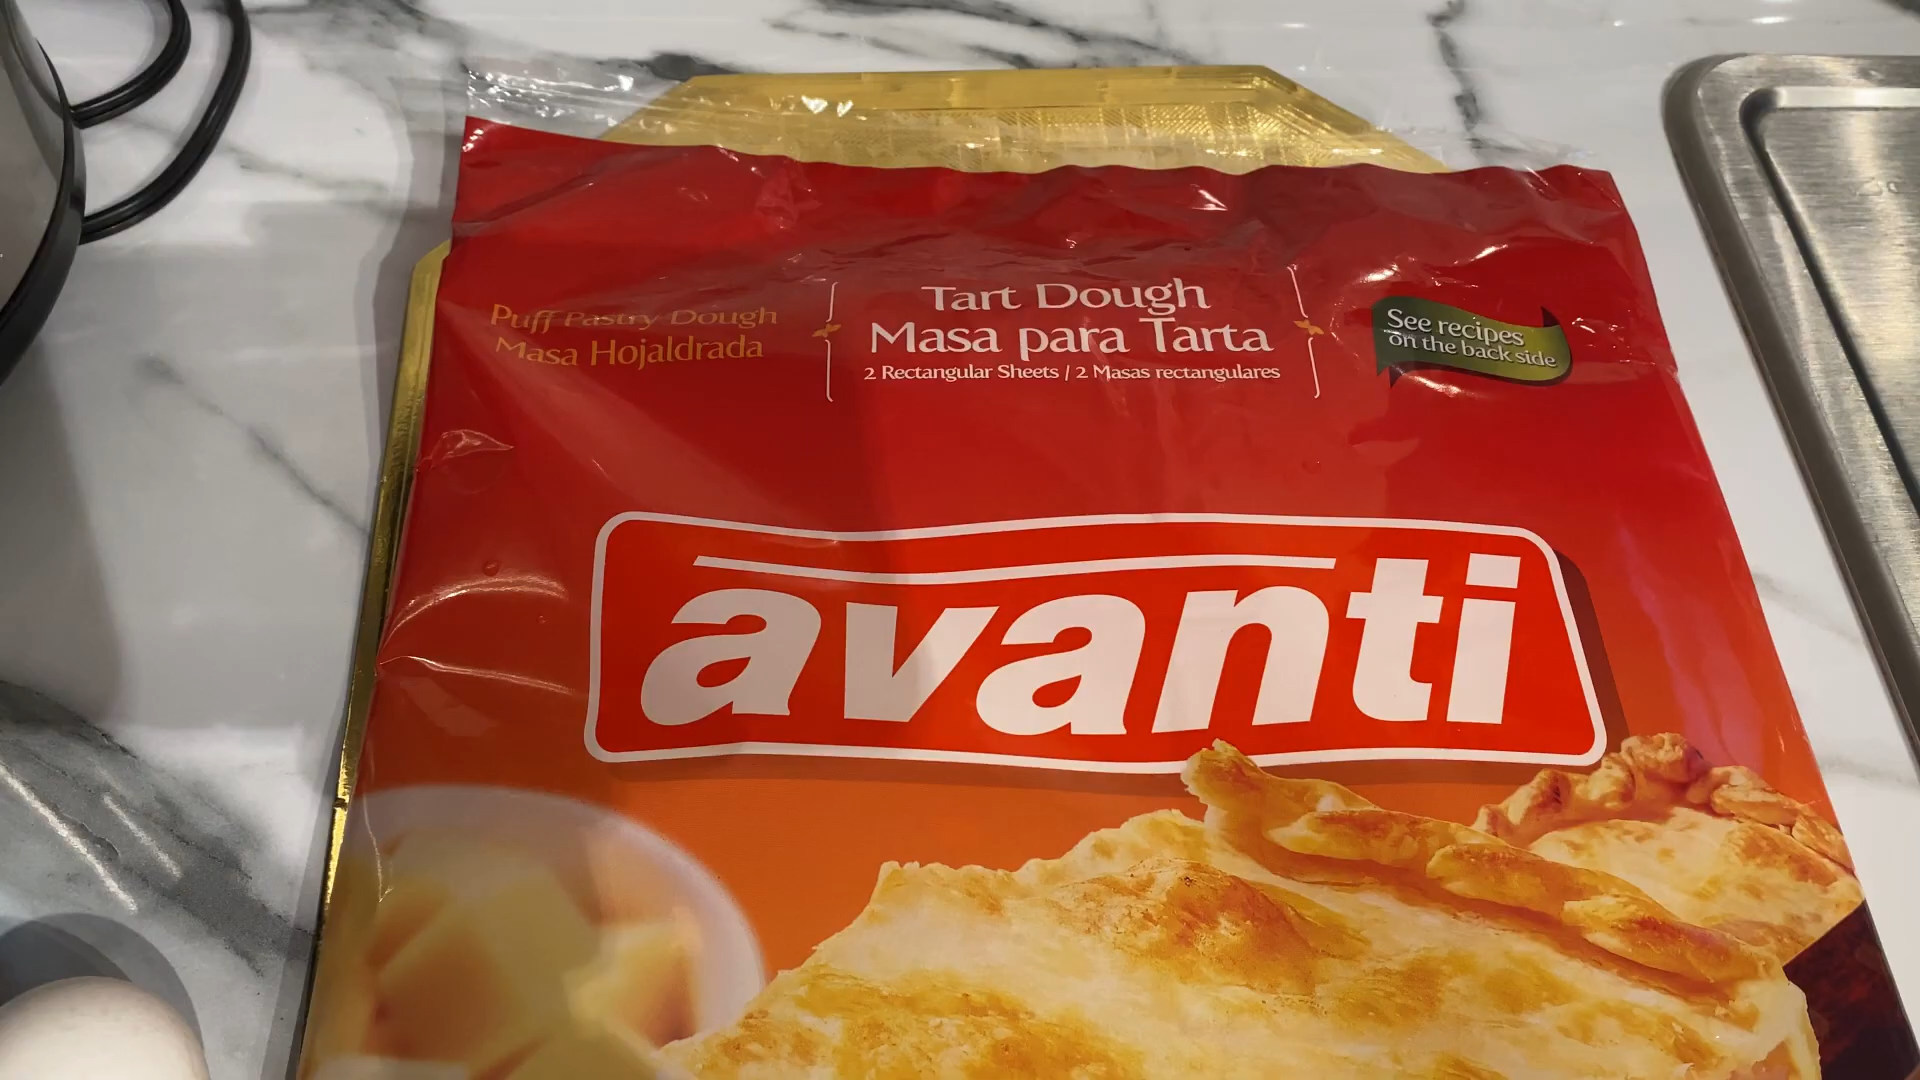 Puff Pastry Dough
Masa Hojaldrada
Tart Dough
Masa para Tarta
2 Rectangular Sheets / 2 Masas rectangulares
See recipes
on the back side
avanti